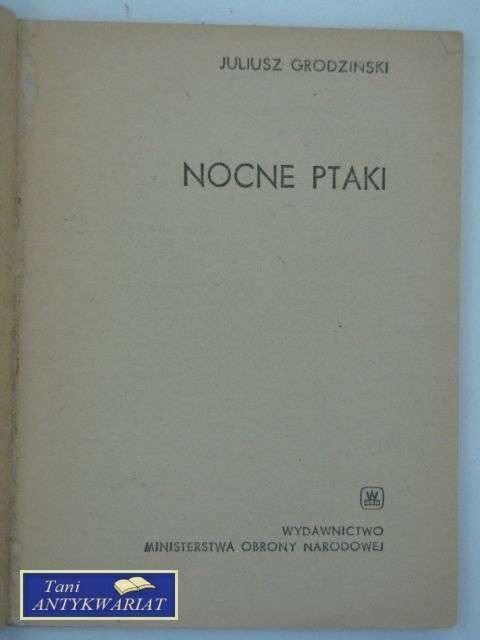 JULIUSZ GRODZINSKI
NOCNE PTAKI
WYDAWNICTWO
MINISTERSTWA OBRONY NARODOWEJ
Tani
ANTYKWARIAT